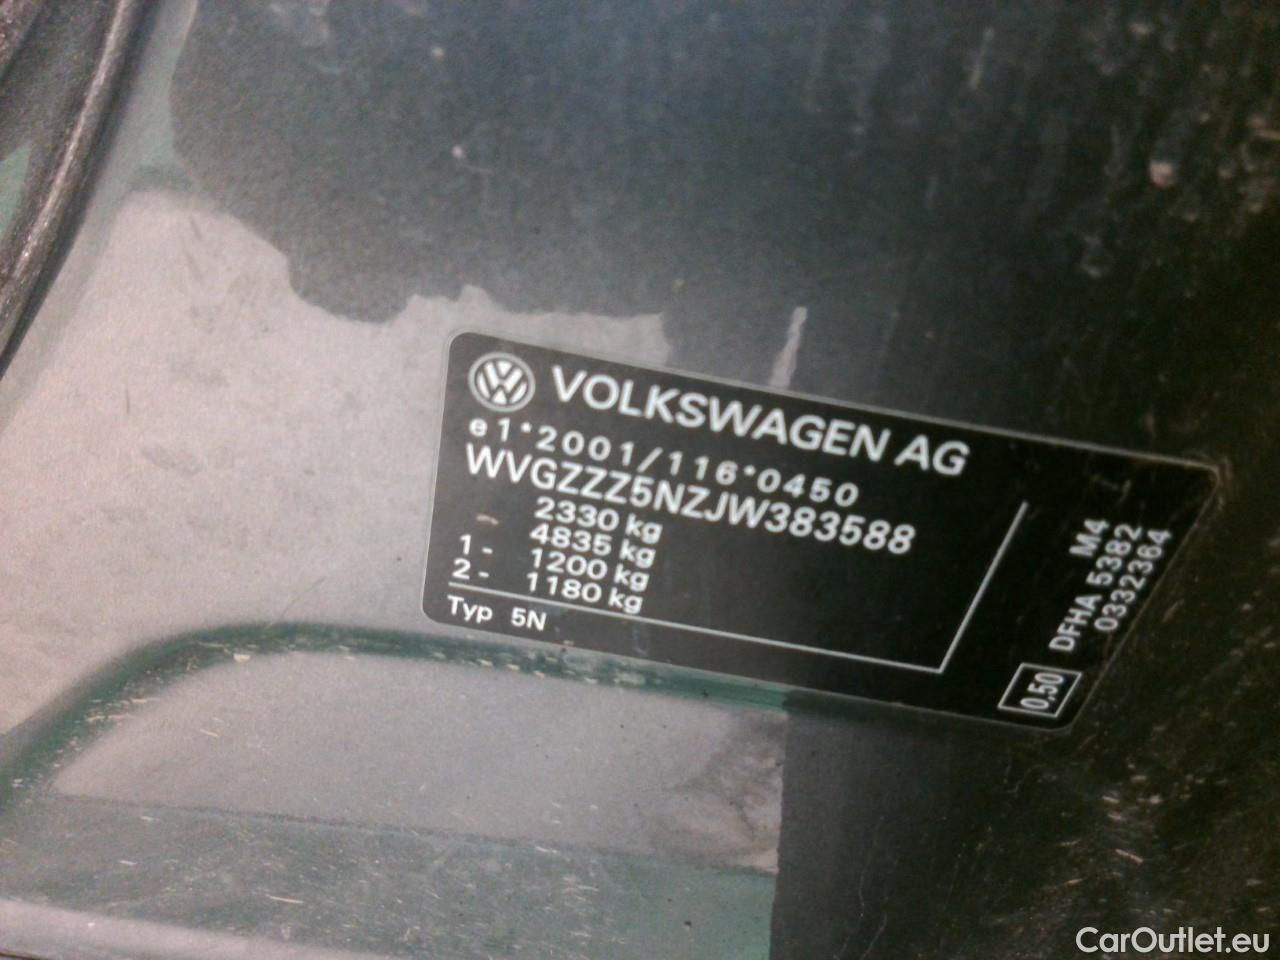 VOLKSWAGEN AG
e1*2001/116*0450
WVGZZZ5NZJW383588
2330 kg
4835 kg
1- 1200 kg
2- 1180 kg
Typ 5N
M4
DFHA 5382
0332364
0,50
CarOutlet.eu